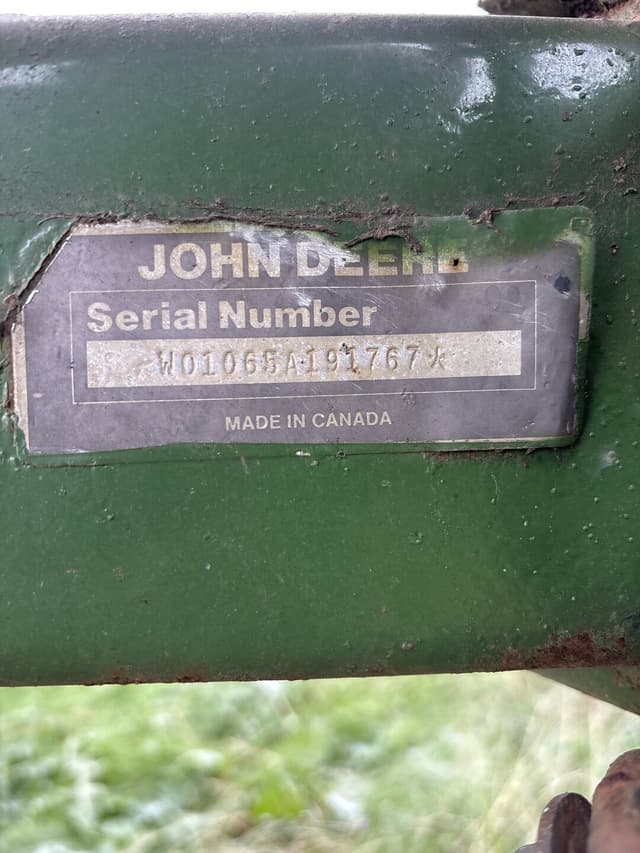 JOHN DEERE
Serial Number
*W01065A191767*
MADE IN CANADA